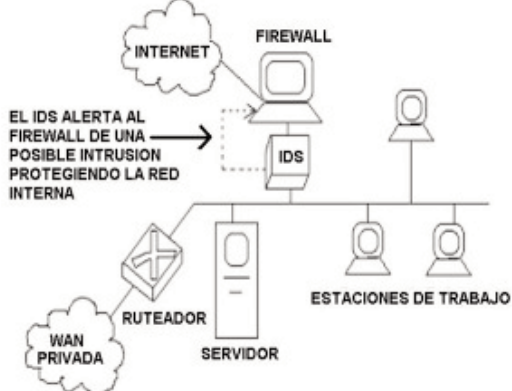 INTERNET
FIREWALL
EL IDS ALERTA AL
FIREWALL DE UNA
POSIBLE INTRUSION
PROTEGIENDO LA RED
INTERNA
IDS
RUTEADOR
ESTACIONES DE TRABAJO
WAN
PRIVADA
SERVIDOR